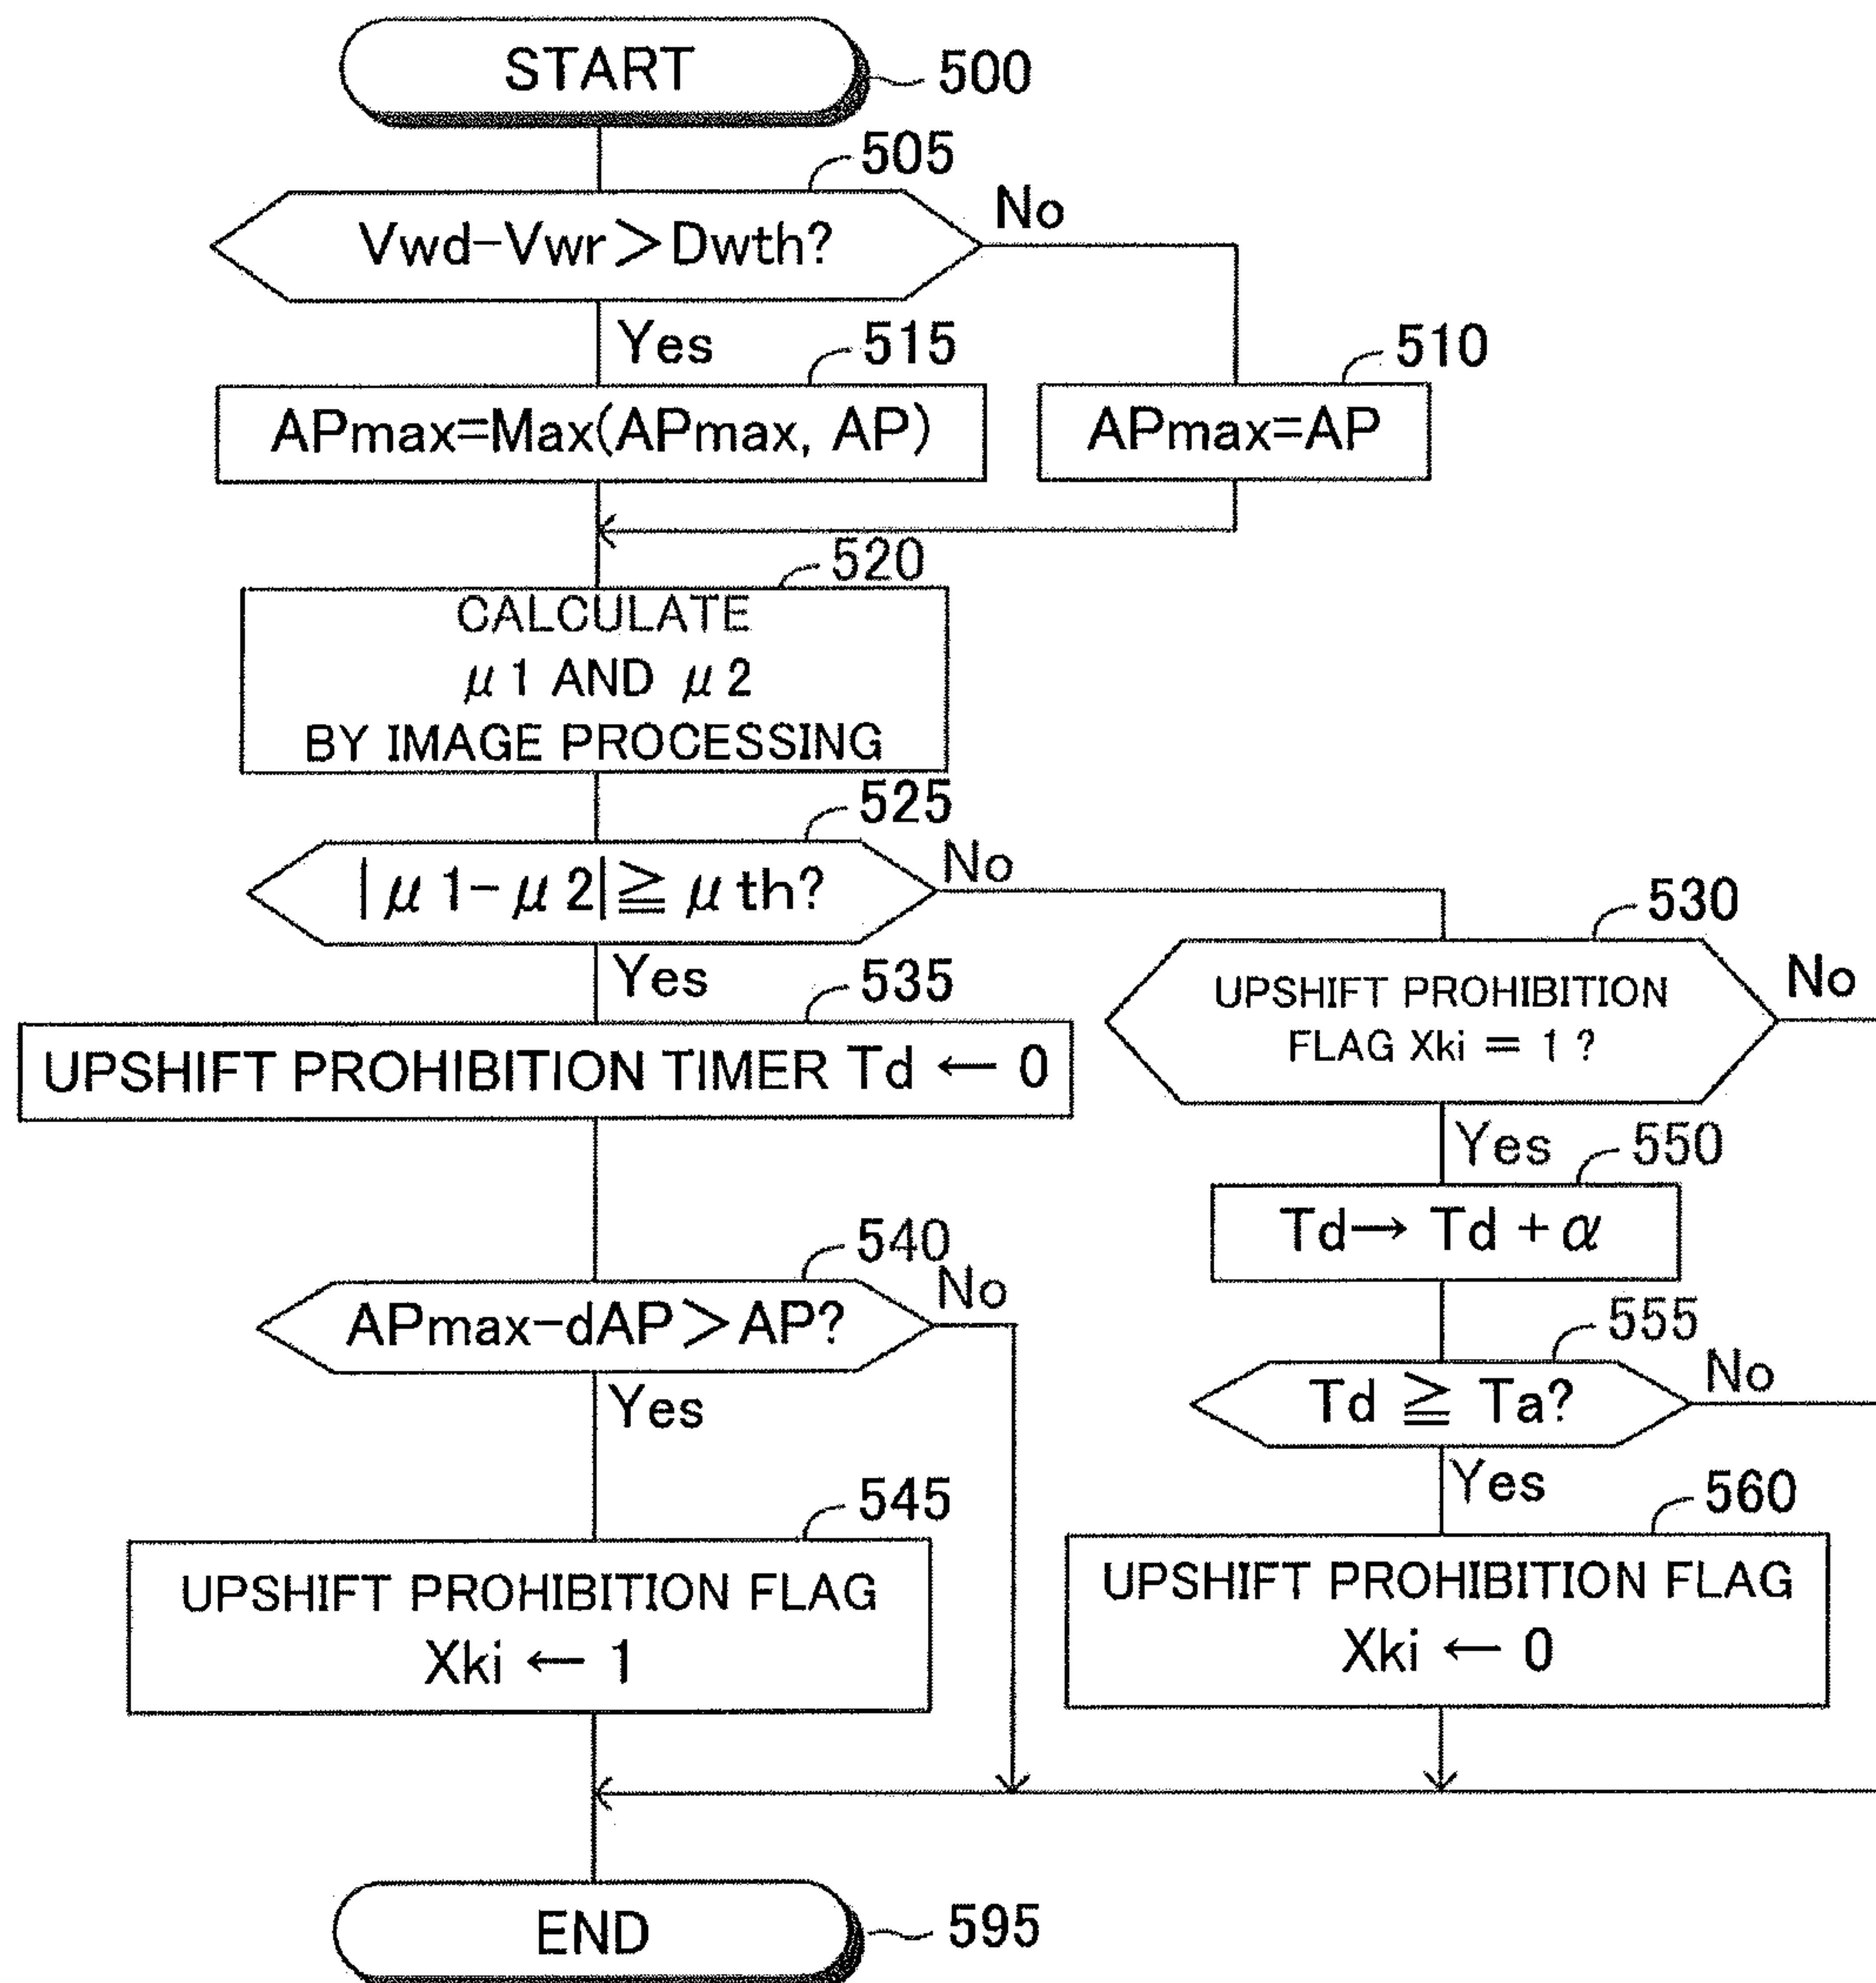 START
500
505
Vwd-Vwr>Dwth?
No
Yes
515
510
APmax=Max(APmax, AP)
APmax=AP
520
CALCULATE
μ1 AND μ2
BY IMAGE PROCESSING
525
|μ1-μ2|≧μth?
No
530
Yes
UPSHIFT PROHIBITION
FLAG Xki = 1 ?
No
535
UPSHIFT PROHIBITION TIMER Td ← 0
Yes
550
Td→ Td +α
540
APmax-dAP>AP?
No
555
Td ≧ Ta?
No
Yes
Yes
545
560
UPSHIFT PROHIBITION FLAG
Xki ← 1
UPSHIFT PROHIBITION FLAG
Xki ← 0
END
595